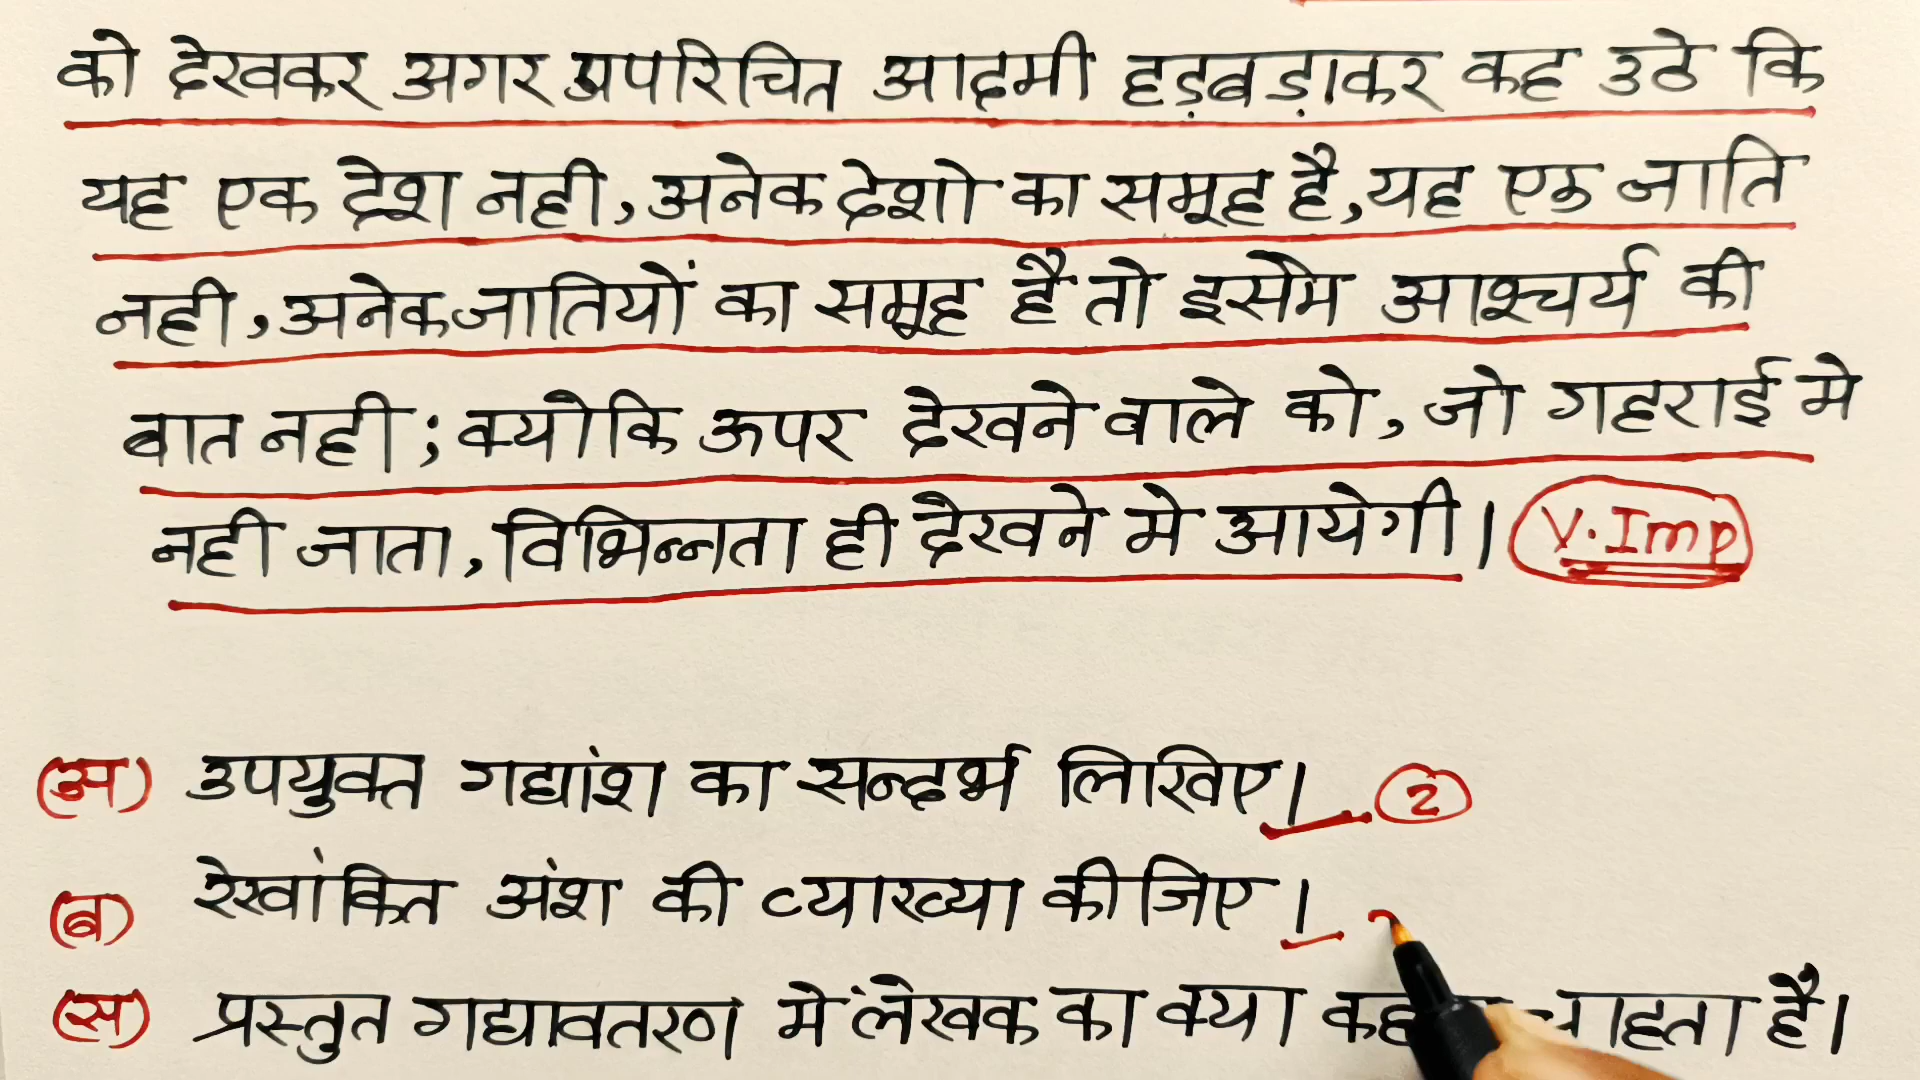 को देखकर अगर अपरिचित आदमी हड़बड़ाकर कह उठे कि
यह एक देश नही, अनेक देशो का समूह है, यह एक जाति
नही, अनेक जातियों का समूह है तो इसमे आश्चर्य की
बात नही; क्योकि ऊपर देखने वाले को, जो गहराई मे
नही जाता, विभिन्नता ही देखने मे आयेगी। V. Imp
(अ) उपयुक्त गद्यांश का सन्दर्भ लिखिए। 2
(ब) रेखांकित अंश की व्याख्या कीजिए।
(स) प्रस्तुत गद्यावतरण में लेखक का क्या चाहता है।